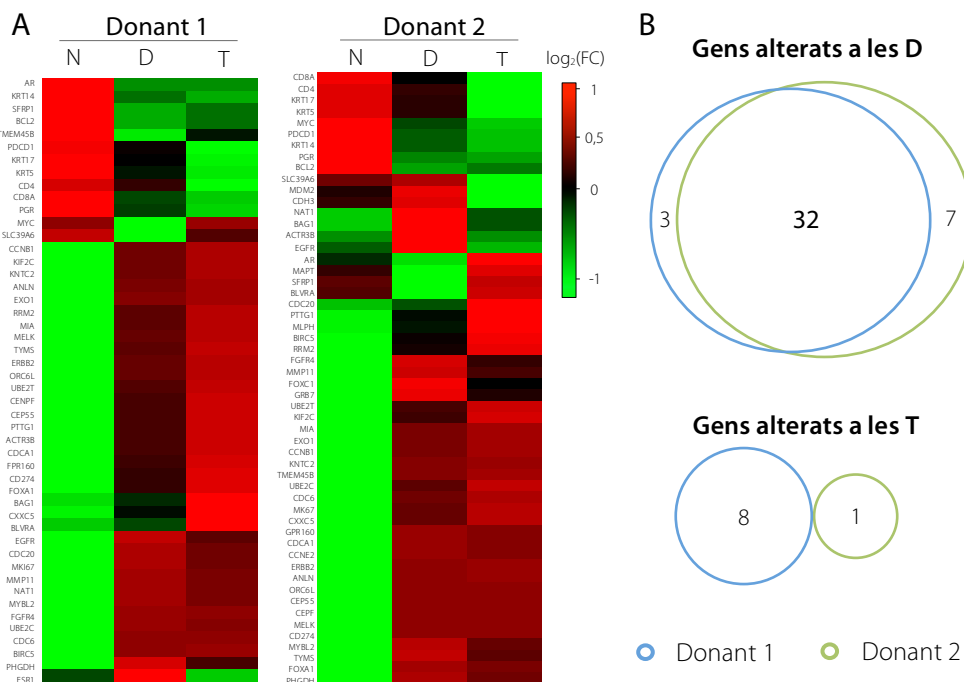 A
Donant 1
N D T
AR
KRT14
SFRP1
BCL2
TMEM45B
PDCD1
KRT17
KRT5
CD4
CD8A
PGR
MYC
SLC39A6
CCNB1
KIF2C
KNTC2
ANLN
EXO1
RRM2
MIA
MELK
TYMS
ERBB2
ORC6L
UBE2T
CENPF
CEP55
PTTG1
ACTR3B
CDCA1
FPR160
CD274
FOXA1
BAG1
CXXC5
BLVRA
EGFR
CDC20
MKI67
MMP11
NAT1
MYBL2
FGFR4
UBE2C
CDC6
BIRC5
PHGDH
ESR1
Donant 2
N D T
CD8A
CD4
KRT17
KRT5
MYC
PDCD1
KRT14
PGR
BCL2
SLC39A6
MDM2
CDH3
NAT1
BAG1
ACTR3B
EGFR
AR
MAPT
SFRP1
BLVRA
CDC20
PTTG1
MLPH
BIRC5
RRM2
FGFR4
MMP11
FOXC1
GRB7
UBE2T
KIF2C
MIA
EXO1
CCNB1
KNTC2
TMEM45B
UBE2C
CDC6
MK67
CXXC5
GPR160
CDCA1
CCNE2
ERBB2
ANLN
ORC6L
CEP55
CEPF
MELK
CD274
MYBL2
TYMS
FOXA1
PHGDH
log₂(FC)
1
0,5
0
-1
B
Gens alterats a les D
3 32 7
Gens alterats a les T
8 1
Donant 1 Donant 2